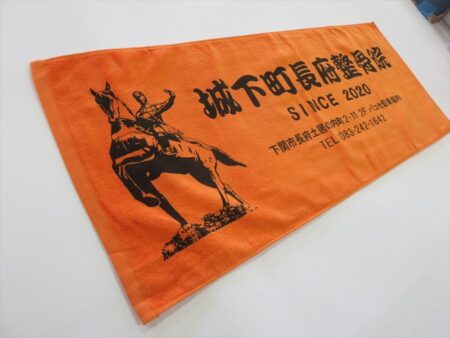 城下町長府整骨院
SINCE 2020
下関市長府土居の内町2-11 2F
TEL.083-242-1642